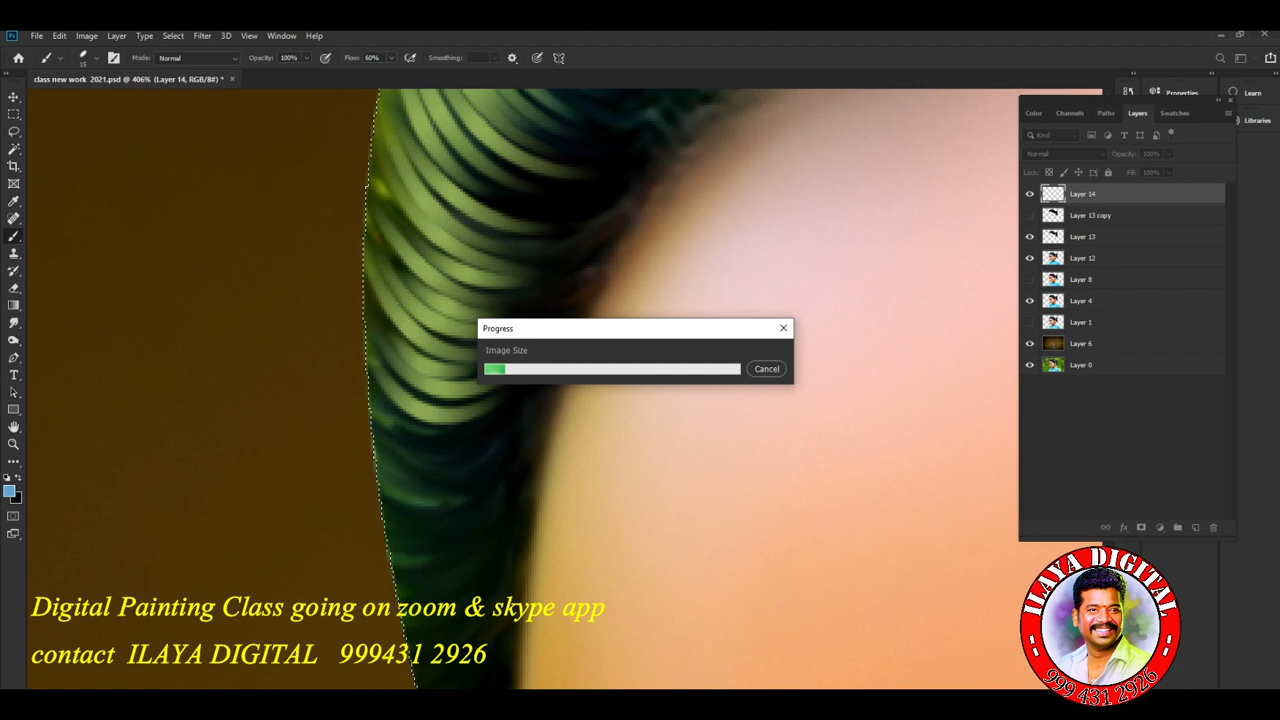 Ps File Edit Image Layer Type Select Filter 3D View Window Help
15 Mode: Normal Opacity: 100% Flow: 60% Smoothing:
class new work 2021.psd @ 406% (Layer 14, RGB/8#) *
Properties Learn
Libraries
Color Channels Paths Layers Swatches
Kind
Normal Opacity: 100%
Lock: Fill: 100%
Layer 14
Layer 13 copy
Layer 13
Layer 12
Layer 8
Layer 4
Layer 1
Layer 6
Layer 0
Progress
Image Size
Cancel
fx
T
Digital Painting Class going on zoom & skype app
contact ILAYA DIGITAL 999431 2926
ILAYA DIGITAL
999 431 2926